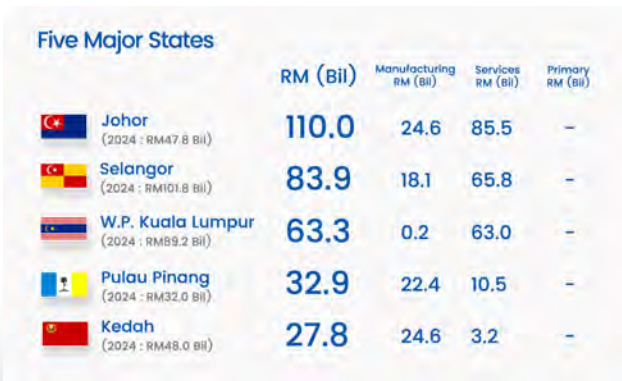 Five Major States
RM (Bil) Manufacturing RM (Bil) Services RM (Bil) Primary RM (Bil)
Johor 110.0 24.6 85.5 -
(2024 : RM47.8 Bil)
Selangor 83.9 18.1 65.8 -
(2024 : RM101.8 Bil)
W.P. Kuala Lumpur 63.3 0.2 63.0 -
(2024 : RM89.2 Bil)
Pulau Pinang 32.9 22.4 10.5 -
(2024 : RM32.0 Bil)
Kedah 27.8 24.6 3.2 -
(2024 : RM48.0 Bil)